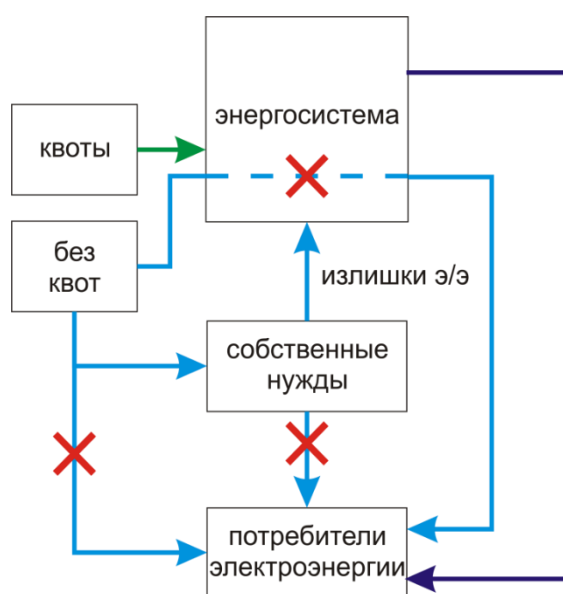 энергосистема
квоты
без
квот
излишки э/э
собственные
нужды
потребители
электроэнергии